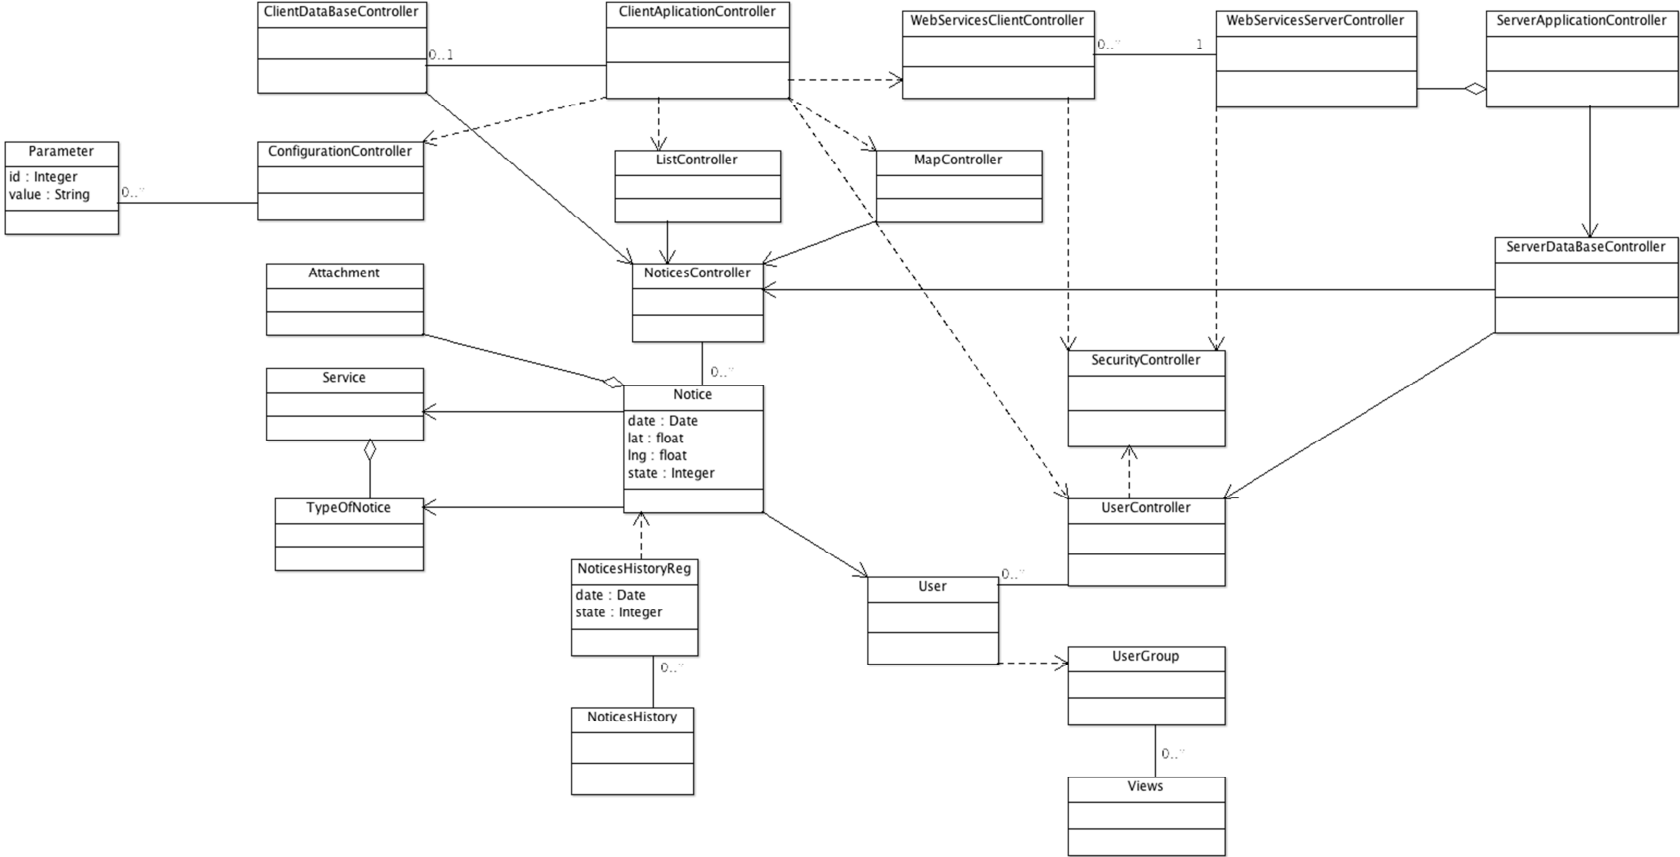 ClientDataBaseController
ClientAplicationController
WebServicesClientController
WebServicesServerController
ServerApplicationController
0..1
0..*
1
Parameter
id : Integer
value : String
0..*
ConfigurationController
ListController
MapController
ServerDataBaseController
Attachment
NoticesController
0..*
Service
SecurityController
Notice
date : Date
lat : float
lng : float
state : Integer
TypeOfNotice
UserController
NoticesHistoryReg
date : Date
state : Integer
0..*
User
0..*
UserGroup
0..*
NoticesHistory
Views